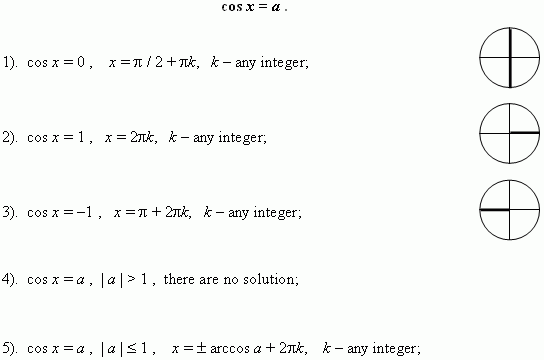 cos x = a .
1). cos x = 0 , x = π / 2 + πk, k – any integer;
2). cos x = 1 , x = 2πk, k – any integer;
3). cos x = –1 , x = π + 2πk, k – any integer;
4). cos x = a , | a | > 1 , there are no solution;
5). cos x = a , | a | ≤ 1 , x = ± arccos a + 2πk, k – any integer;